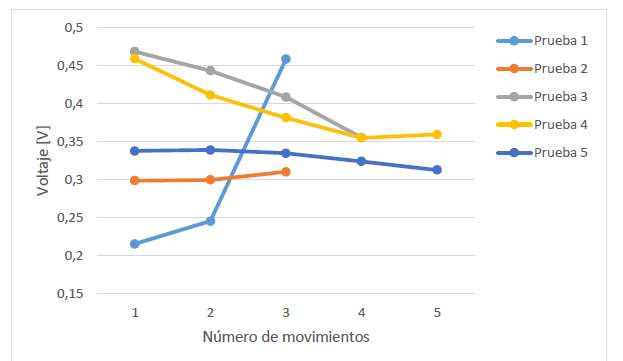 0,5
0,45
0,4
0,35
0,3
0,25
0,2
0,15
Voltaje [V]
1 2 3 4 5
Número de movimientos
Prueba 1
Prueba 2
Prueba 3
Prueba 4
Prueba 5